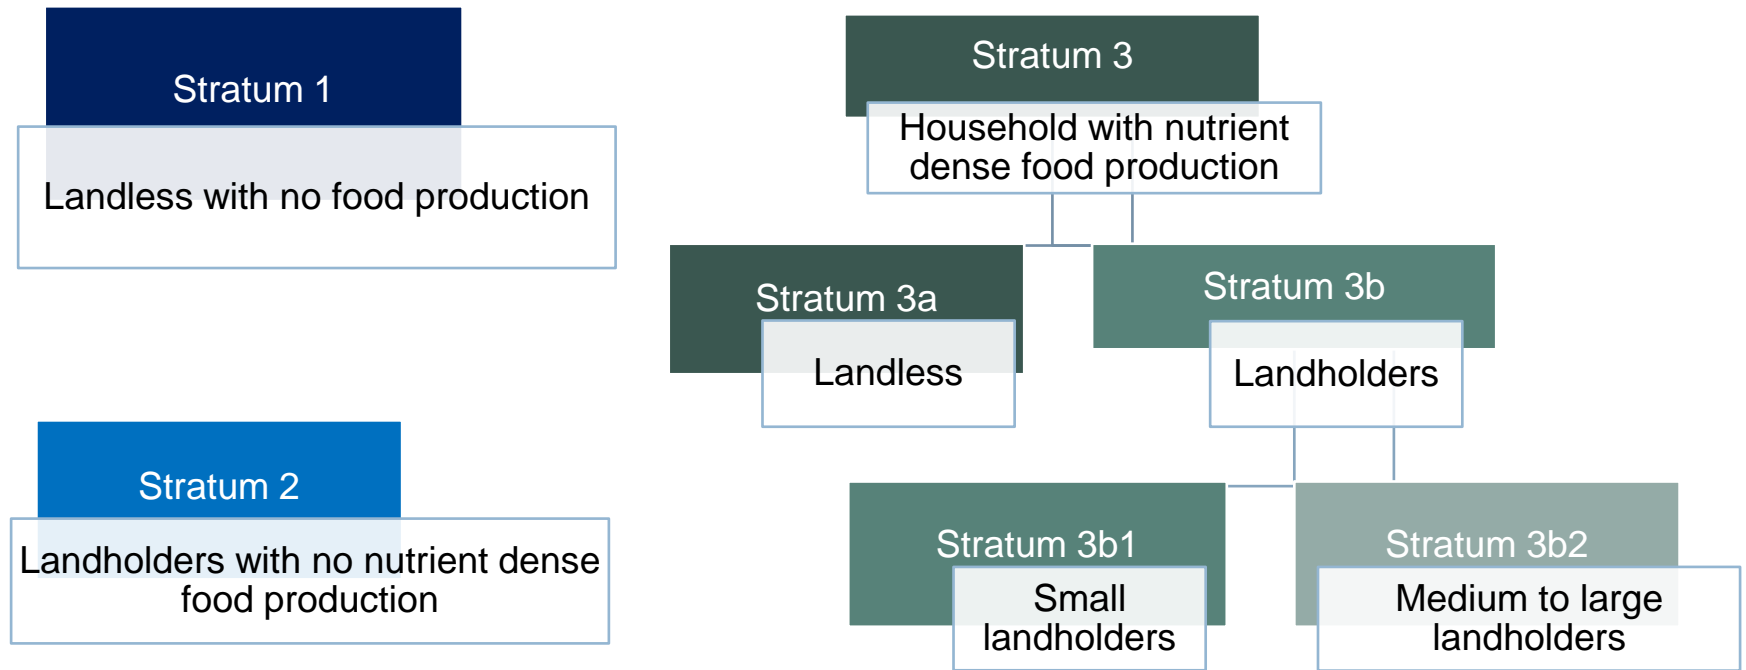 Stratum 1
Landless with no food production
Stratum 2
Landholders with no nutrient dense
food production
Stratum 3
Household with nutrient
dense food production
Stratum 3a
Landless
Stratum 3b
Landholders
Stratum 3b1
Small
landholders
Stratum 3b2
Medium to large
landholders